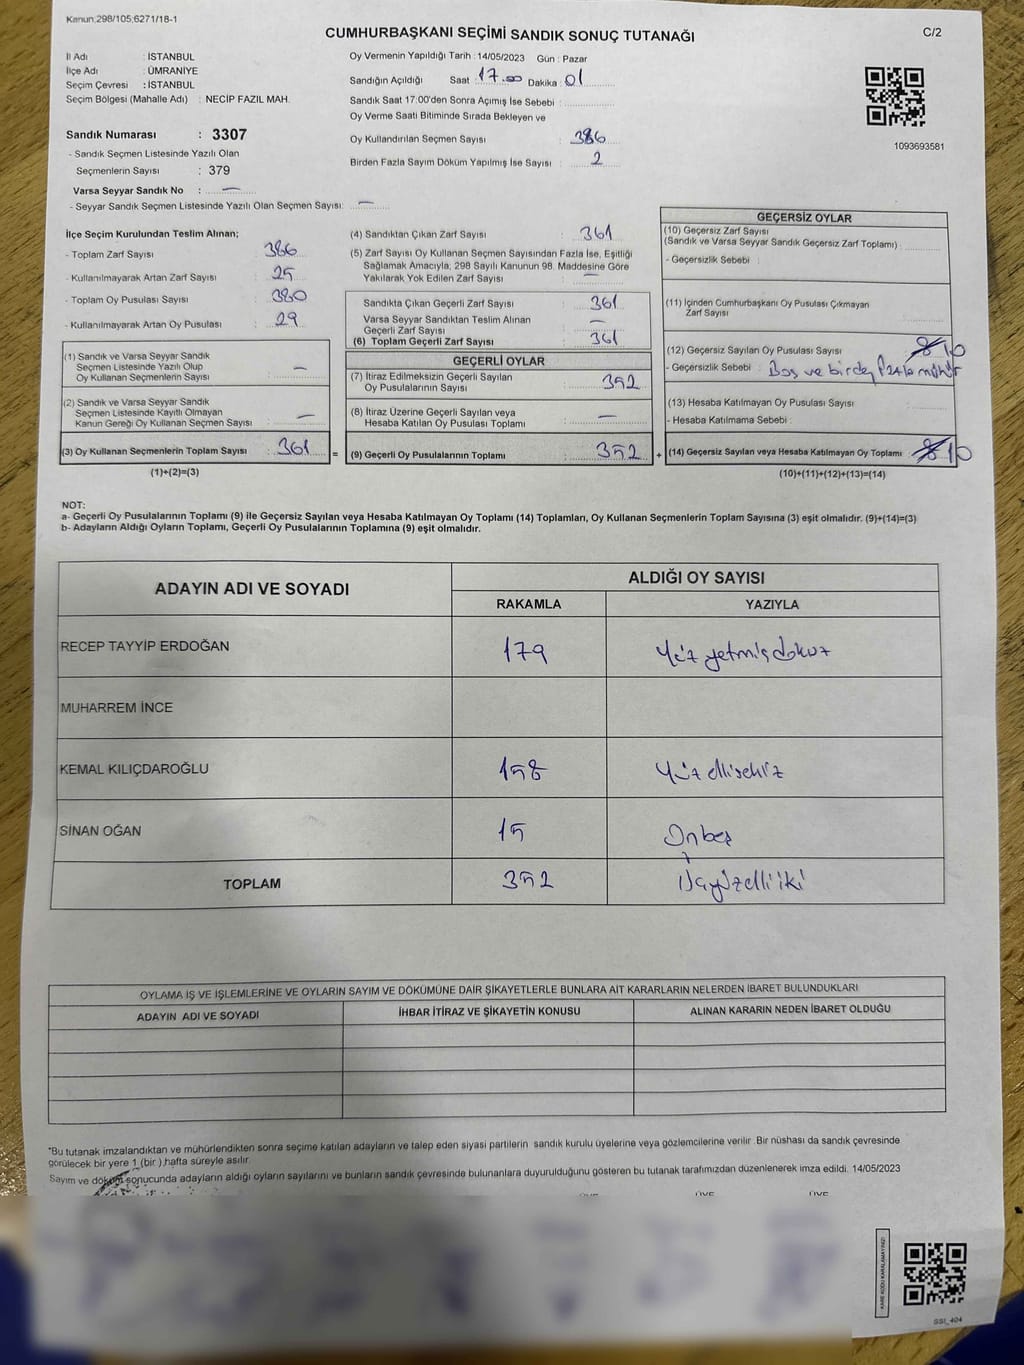 Kanun;298/105;6271/18-1
CUMHURBAŞKANI SEÇİMİ SANDIK SONUÇ TUTANAĞI
C/2
İl Adı : İSTANBUL
İlçe Adı : ÜMRANİYE
Seçim Çevresi : İSTANBUL
Seçim Bölgesi (Mahalle Adı) : NECİP FAZIL MAH.
Sandık Numarası : 3307
- Sandık Seçmen Listesinde Yazılı Olan
Seçmenlerin Sayısı : 379
Varsa Seyyar Sandık No : —
- Seyyar Sandık Seçmen Listesinde Yazılı Olan Seçmen Sayısı: —
Oy Vermenin Yapıldığı Tarih : 14/05/2023 Gün : Pazar
Sandığın Açıldığı Saat : 17.00 Dakika : 01
Sandık Saat 17:00'den Sonra Açımış İse Sebebi :
Oy Verme Saati Bitiminde Sırada Bekleyen ve
Oy Kullandırılan Seçmen Sayısı : 386
Birden Fazla Sayım Döküm Yapılmış İse Sayısı : 2
1093693581
İlçe Seçim Kurulundan Teslim Alınan;
- Toplam Zarf Sayısı : 386
- Kullanılmayarak Artan Zarf Sayısı : 25
- Toplam Oy Pusulası Sayısı : 380
- Kullanılmayarak Artan Oy Pusulası : 29
(1) Sandık ve Varsa Seyyar Sandık
Seçmen Listesinde Yazılı Olup
Oy Kullanan Seçmenlerin Sayısı : —
(2) Sandık ve Varsa Seyyar Sandık
Seçmen Listesinde Kayıtlı Olmayan
Kanun Gereği Oy Kullanan Seçmen Sayısı : —
(3) Oy Kullanan Seçmenlerin Toplam Sayısı : 361
(1)+(2)=(3)
(4) Sandıktan Çıkan Zarf Sayısı : 361
(5) Zarf Sayısı Oy Kullanan Seçmen Sayısından Fazla İse, Eşitliği
Sağlamak Amacıyla, 298 Sayılı Kanunun 98. Maddesine Göre
Yakılarak Yok Edilen Zarf Sayısı : —
Sandıkta Çıkan Geçerli Zarf Sayısı : 361
Varsa Seyyar Sandıktan Teslim Alınan
Geçerli Zarf Sayısı : —
(6) Toplam Geçerli Zarf Sayısı : 361
GEÇERLİ OYLAR
(7) İtiraz Edilmeksizin Geçerli Sayılan
Oy Pusulalarının Sayısı : 352
(8) İtiraz Üzerine Geçerli Sayılan veya
Hesaba Katılan Oy Pusulası Toplamı : —
= (9) Geçerli Oy Pusulalarının Toplamı : 352 +
GEÇERSİZ OYLAR
(10) Geçersiz Zarf Sayısı
(Sandık ve Varsa Seyyar Sandık Geçersiz Zarf Toplamı) :
- Geçersizlik Sebebi :
(11) İçinden Cumhurbaşkanı Oy Pusulası Çıkmayan
Zarf Sayısı :
(12) Geçersiz Sayılan Oy Pusulası Sayısı : 8 10
- Geçersizlik Sebebi : Boş ve birden fazla mühür
(13) Hesaba Katılmayan Oy Pusulası Sayısı :
- Hesaba Katılmama Sebebi :
(14) Geçersiz Sayılan veya Hesaba Katılmayan Oy Toplamı : 8 10
(10)+(11)+(12)+(13)=(14)
NOT:
a- Geçerli Oy Pusulalarının Toplamı (9) ile Geçersiz Sayılan veya Hesaba Katılmayan Oy Toplamı (14) Toplamları, Oy Kullanan Seçmenlerin Toplam Sayısına (3) eşit olmalıdır. (9)+(14)=(3)
b- Adayların Aldığı Oyların Toplamı, Geçerli Oy Pusulalarının Toplamına (9) eşit olmalıdır.
ADAYIN ADI VE SOYADI
ALDIĞI OY SAYISI
RAKAMLA YAZIYLA
RECEP TAYYİP ERDOĞAN 179 Yüz yetmiş dokuz
MUHARREM İNCE
KEMAL KILIÇDAROĞLU 158 Yüz ellisekiz
SİNAN OĞAN 15 Onbeş
TOPLAM 352 Üçyüzelliiki
OYLAMA İŞ VE İŞLEMLERİNE VE OYLARIN SAYIM VE DÖKÜMÜNE DAİR ŞİKAYETLERLE BUNLARA AİT KARARLARIN NELERDEN İBARET BULUNDUKLARI
ADAYIN ADI VE SOYADI İHBAR İTİRAZ VE ŞİKAYETİN KONUSU ALINAN KARARIN NEDEN İBARET OLDUĞU
"Bu tutanak imzalandıktan ve mühürlendikten sonra seçime katılan adayların ve talep eden siyasi partilerin sandık kurulu üyelerine veya gözlemcilerine verilir .Bir nüshası da sandık çevresinde
görülecek bir yere 1 (bir ) hafta süreyle asılır.
Sayım ve döküm sonucunda adayların aldığı oyların sayılarını ve bunların sandık çevresinde bulunanlara duyurulduğunu gösteren bu tutanak tarafımızdan düzenlenerek imza edildi. 14/05/2023
ÜYE ÜYE ÜYE
KARE KODU KARALAMAYINIZ!
SSI_404